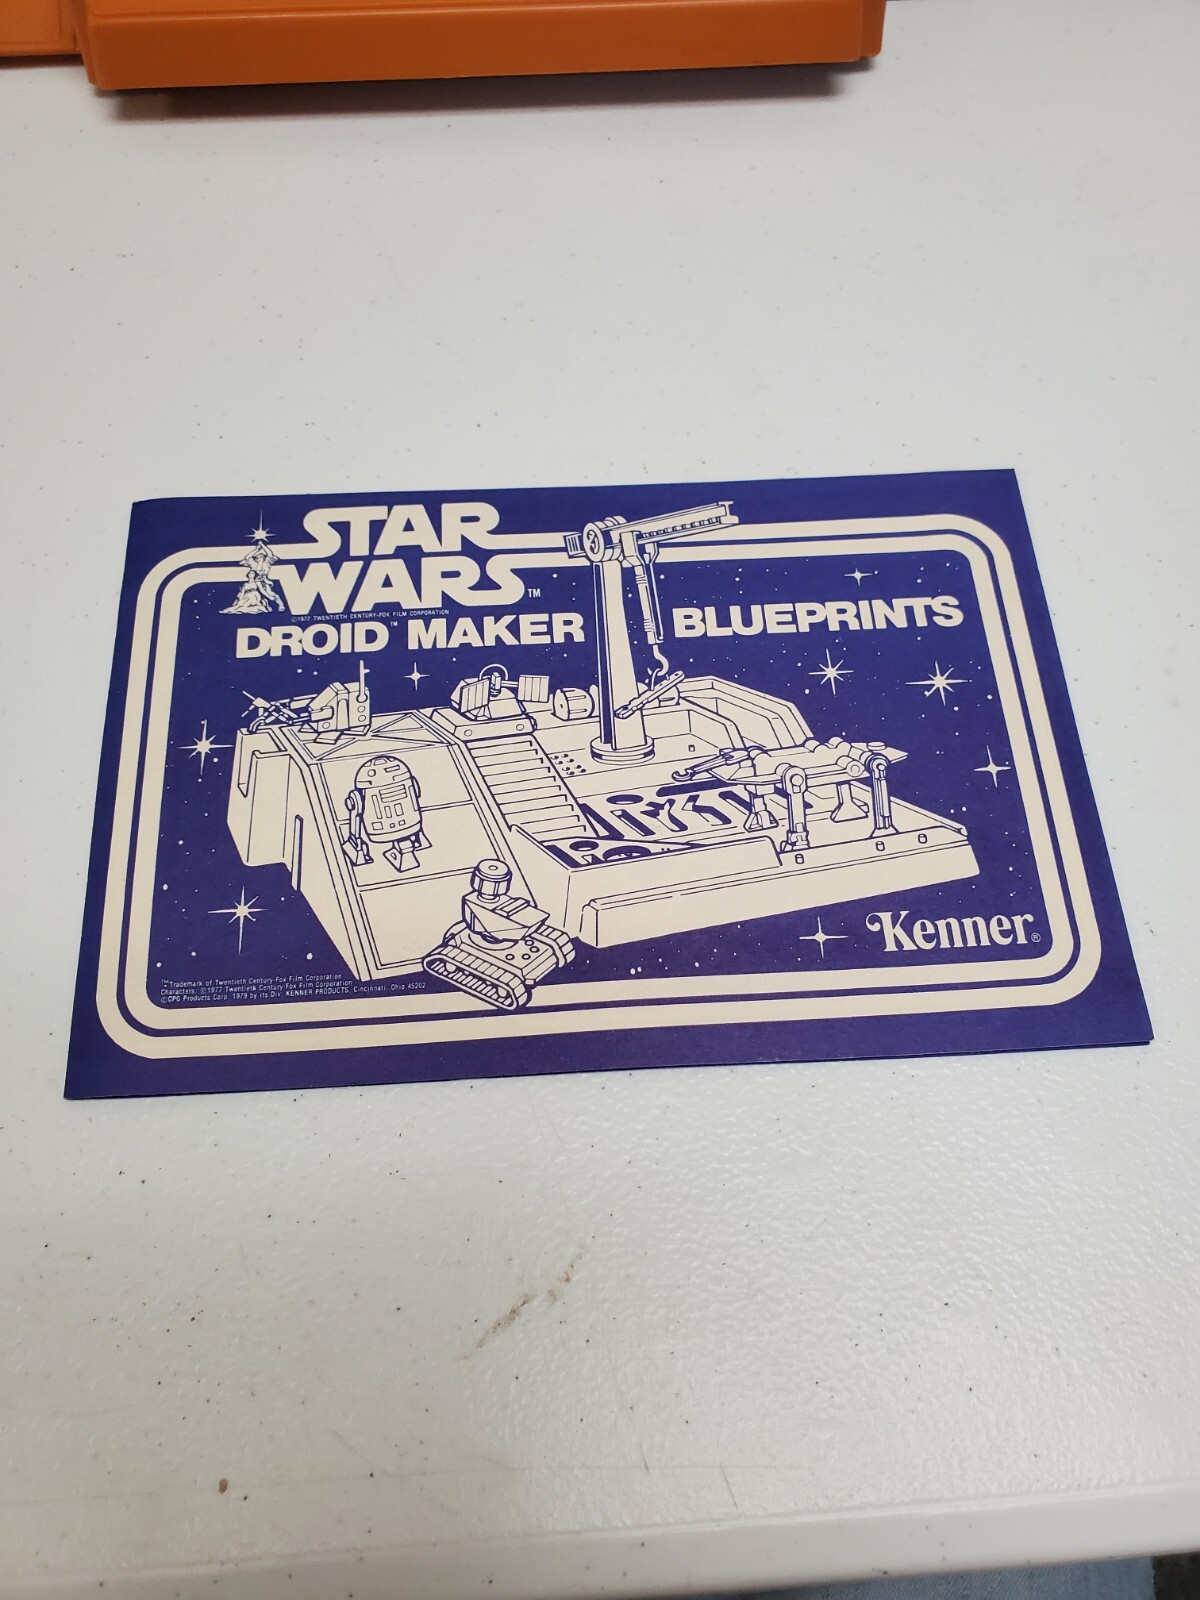 STAR
WARS™
©1977 TWENTIETH CENTURY-FOX FILM CORPORATION
DROID™ MAKER BLUEPRINTS
Kenner®
™Trademark of Twentieth Century-Fox Film Corporation
Characters: ©1977 Twentieth Century-Fox Film Corporation
©CPG Products Corp. 1979 by its Div. KENNER PRODUCTS, Cincinnati, Ohio 45202